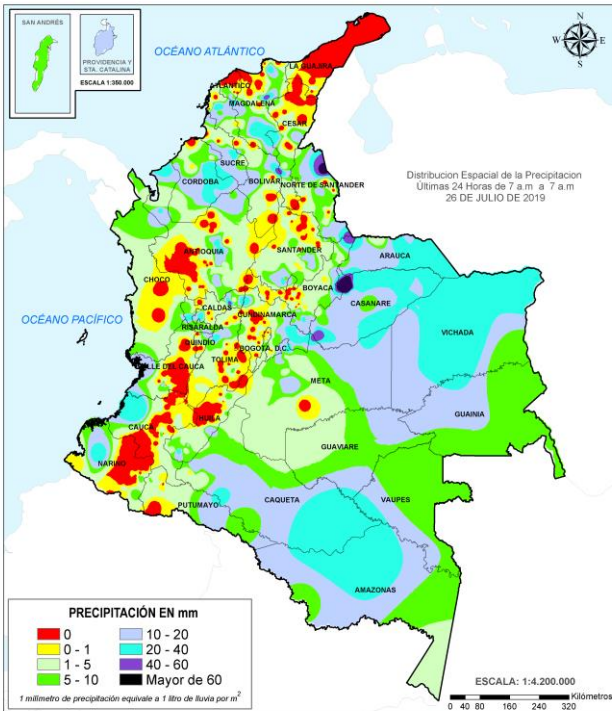 SAN ANDRÉS
PROVIDENCIA Y
STA. CATALINA
ESCALA 1:350.000
OCÉANO ATLÁNTICO
N
W
E
S
LA GUAJIRA
ATLÁNTICO
MAGDALENA
CESAR
SUCRE
CORDOBA
BOLIVAR
NORTE DE SANTANDER
Distribucion Espacial de la Precipitacion
Últimas 24 Horas de 7 a.m a 7 a.m
26 DE JULIO DE 2019
ANTIOQUIA
SANTANDER
ARAUCA
CHOCO
BOYACA
CASANARE
CALDAS
CUNDINAMARCA
OCÉANO PACÍFICO
RISARALDA
VICHADA
QUINDÍO
BOGOTÁ, D.C.
TOLIMA
VALLE DEL CAUCA
META
GUAINIA
HUILA
CAUCA
GUAVIARE
NARIÑO
PUTUMAYO
CAQUETA
VAUPES
AMAZONAS
PRECIPITACIÓN EN mm
0
0 - 1
1 - 5
5 - 10
10 - 20
20 - 40
40 - 60
Mayor de 60
1 milimetro de precipitación equivale a 1 litro de lluvia por m²
ESCALA: 1:4.200.000
Kilómetros
0 40 80 160 240 320